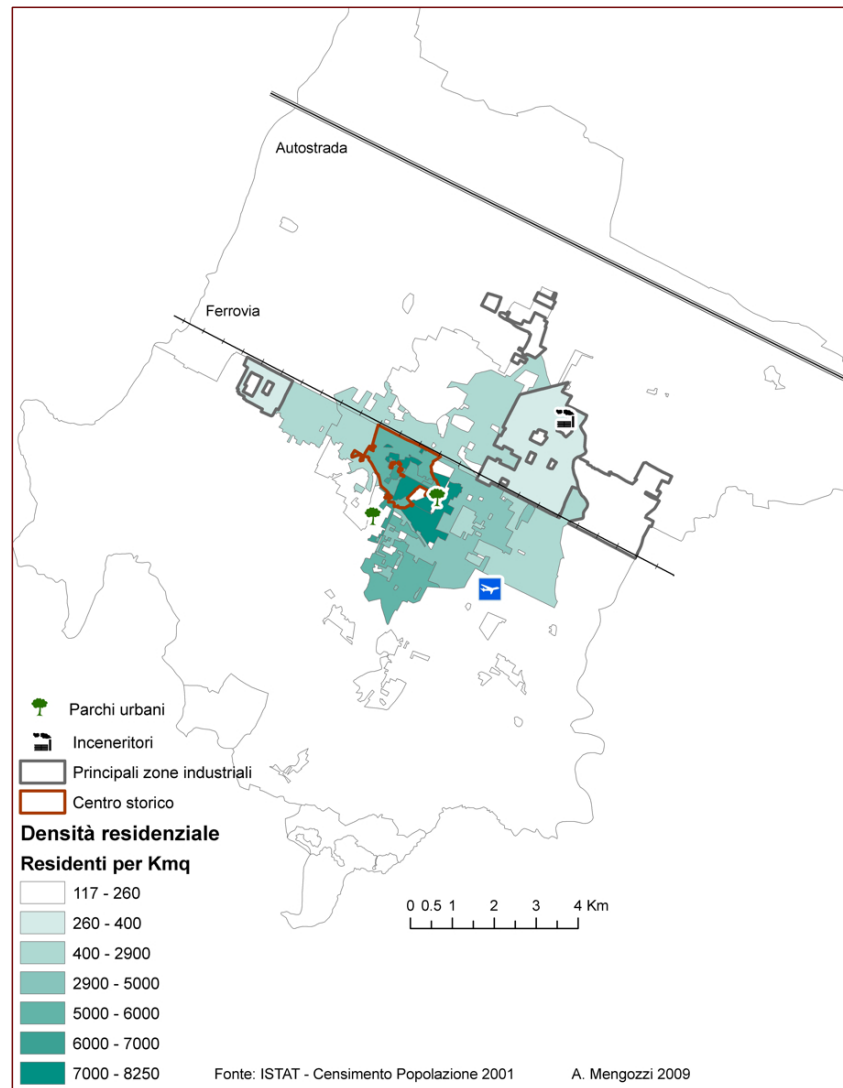 Autostrada
Ferrovia
Parchi urbani
Inceneritori
Principali zone industriali
Centro storico
Densità residenziale
Residenti per Kmq
117 - 260
260 - 400
400 - 2900
2900 - 5000
5000 - 6000
6000 - 7000
7000 - 8250
0 0.5 1 2 3 4 Km
Fonte: ISTAT - Censimento Popolazione 2001 A. Mengozzi 2009